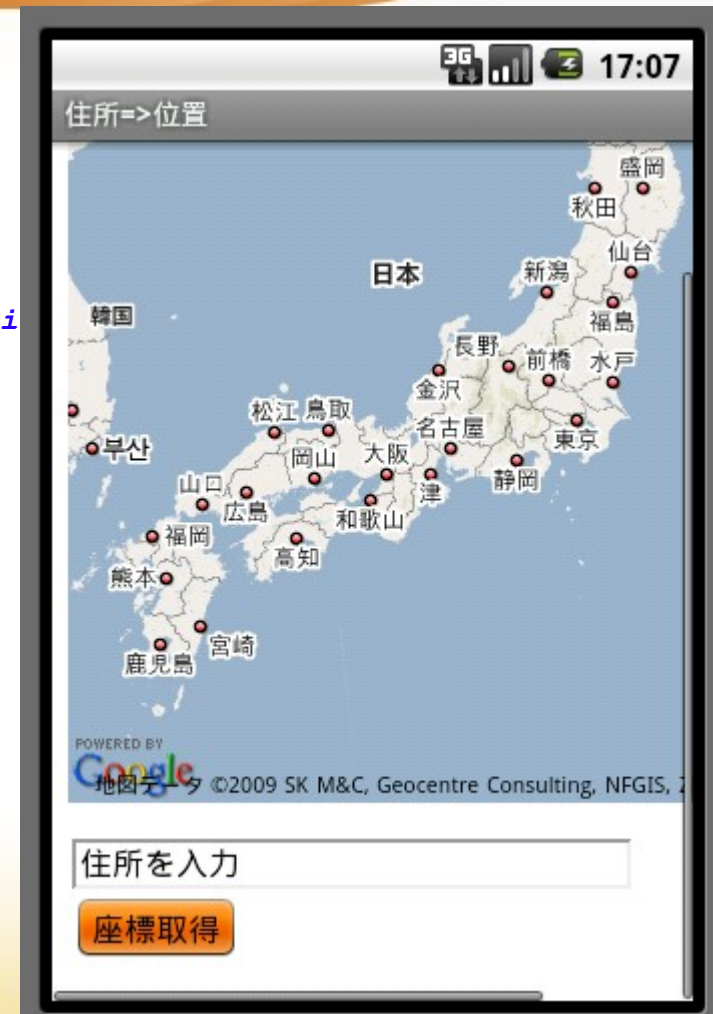 3G 17:07
住所=>位置
盛岡
秋田
仙台
日本
新潟
韓国
i
福島
長野
前橋 水戸
金沢
松江 鳥取
名古屋
東京
부산
岡山
大阪
静岡
山口
津
広島
和歌山
福岡
高知
熊本
宮崎
鹿児島
POWERED BY
Google
地図データ ©2009 SK M&C, Geocentre Consulting, NFGIS,
住所を入力
座標取得